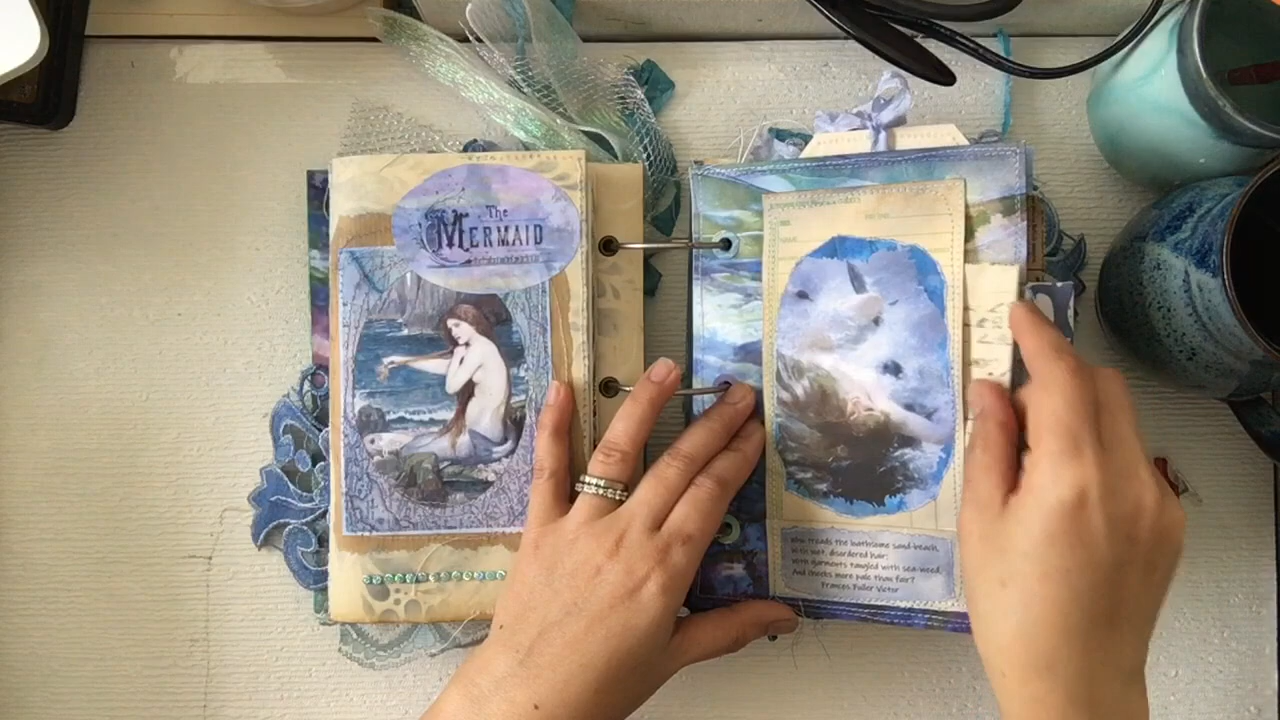 The
MERMAID
Who treads the loathsome sand-beach,
With wet, disordered hair;
With garments tangled with sea-weed,
And cheeks more pale than fair?
Frances Fuller Victor